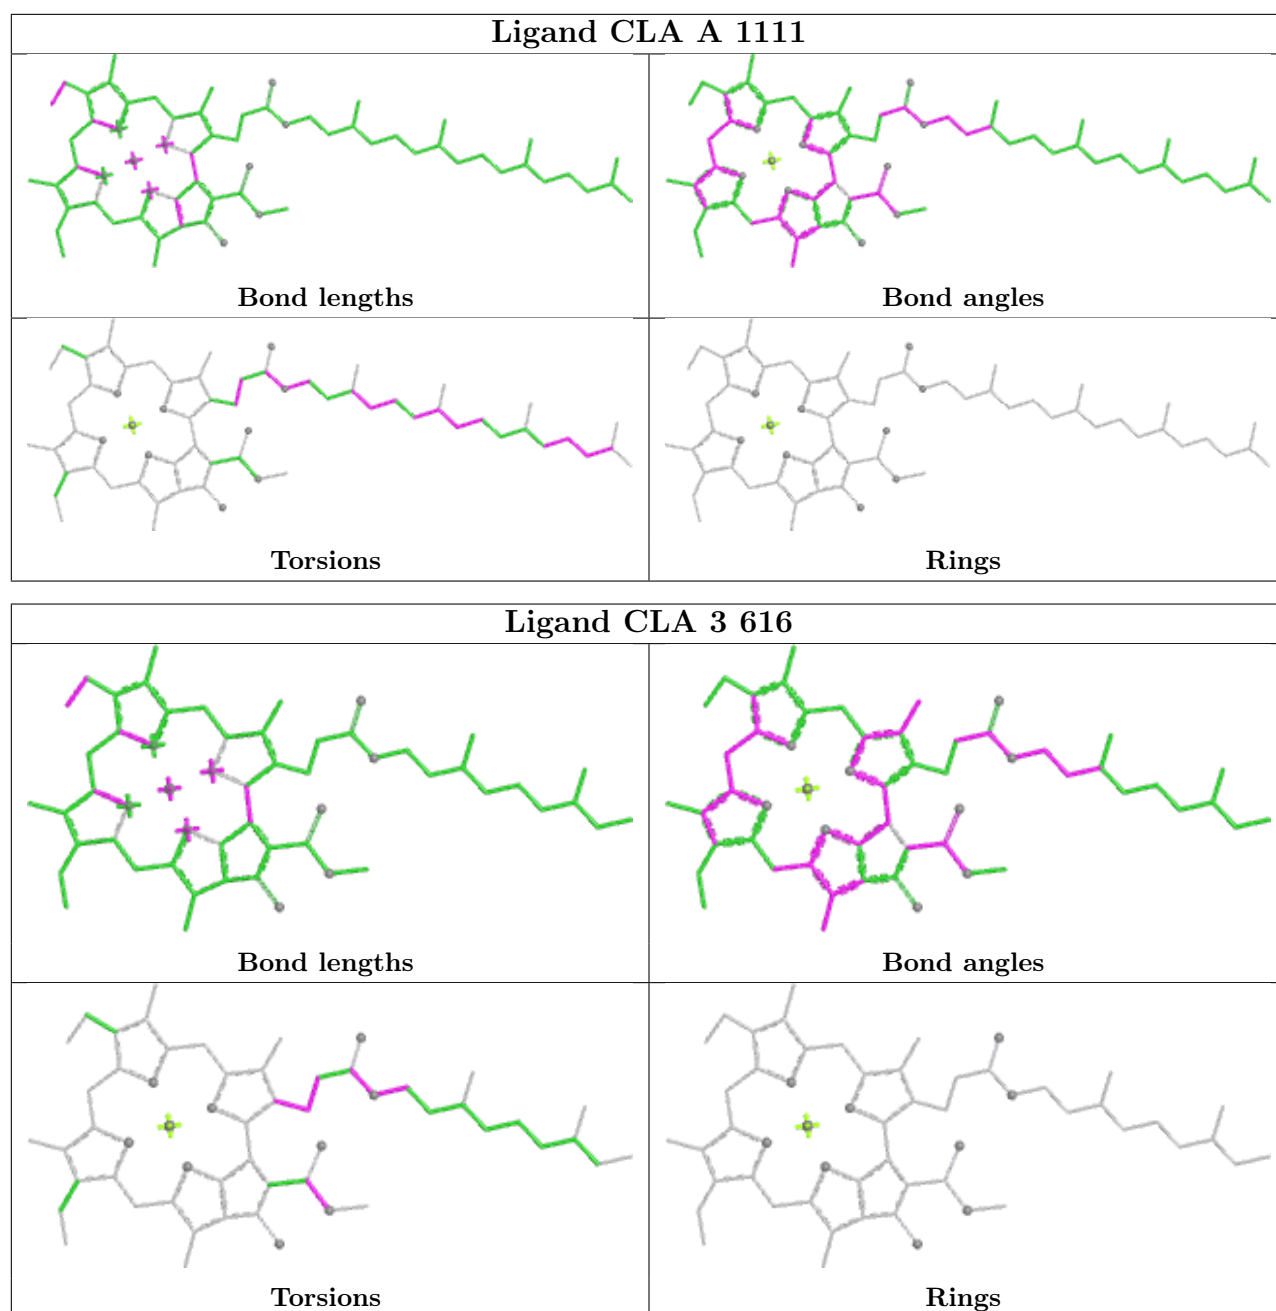 Ligand CLA A 1111
Bond lengths
Bond angles
Torsions
Rings
Ligand CLA 3 616
Bond lengths
Bond angles
Torsions
Rings